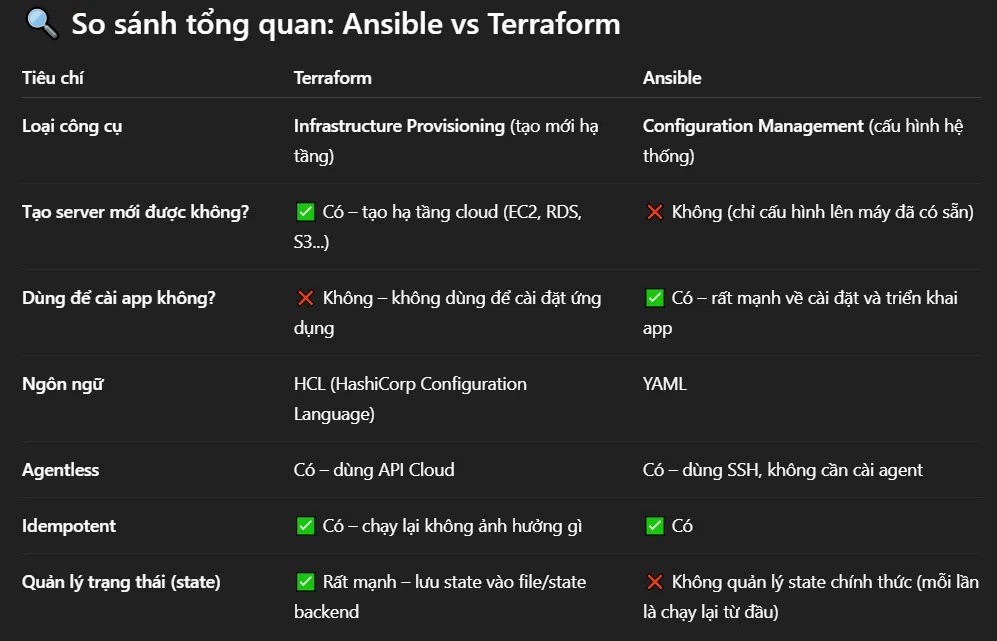 🔍 So sánh tổng quan: Ansible vs Terraform
Tiêu chí Terraform Ansible
Loại công cụ Infrastructure Provisioning (tạo mới hạ Configuration Management (cấu hình hệ
tầng) thống)
Tạo server mới được không? ✅ Có – tạo hạ tầng cloud (EC2, RDS, ❌ Không (chỉ cấu hình lên máy đã có sẵn)
S3...)
Dùng để cài app không? ❌ Không – không dùng để cài đặt ứng ✅ Có – rất mạnh về cài đặt và triển khai
dụng app
Ngôn ngữ HCL (HashiCorp Configuration YAML
Language)
Agentless Có – dùng API Cloud Có – dùng SSH, không cần cài agent
Idempotent ✅ Có – chạy lại không ảnh hưởng gì ✅ Có
Quản lý trạng thái (state) ✅ Rất mạnh – lưu state vào file/state ❌ Không quản lý state chính thức (mỗi lần
backend là chạy lại từ đầu)